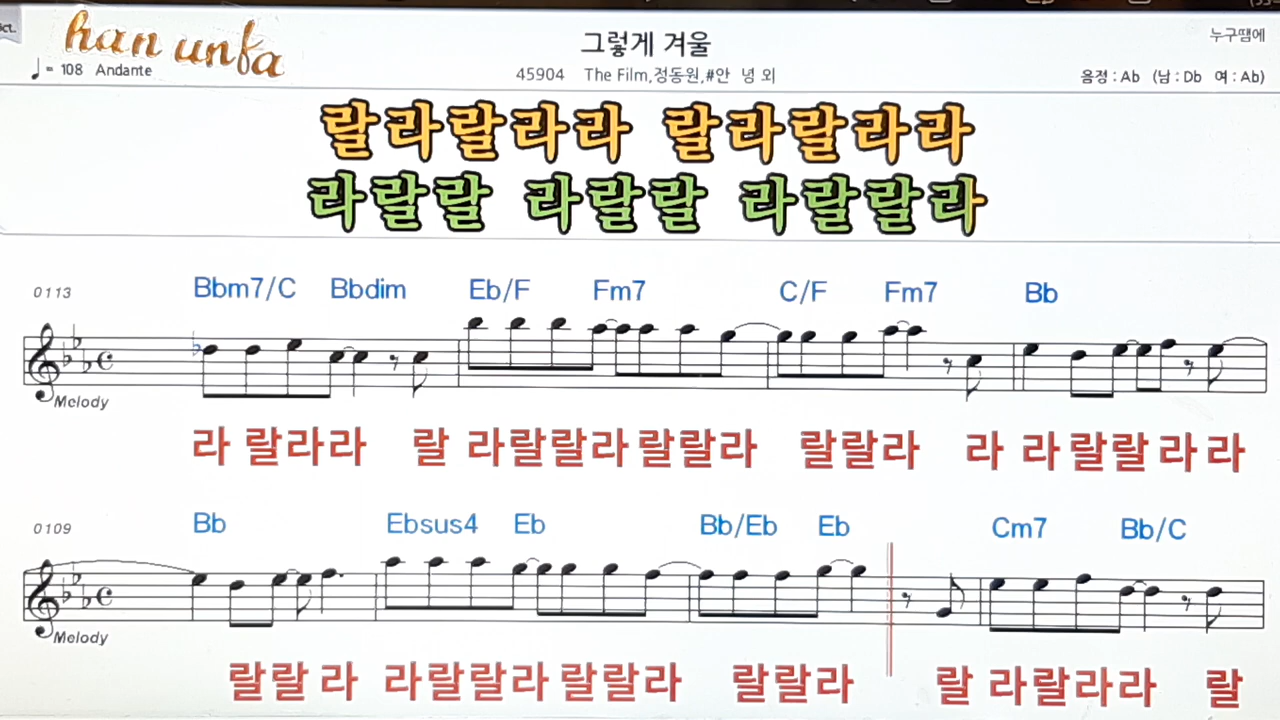 han unfa
그렇게 겨울
누구땜에
♩= 108 Andante
45904 The Film,정동원,#안 녕 외
음정 : Ab (남 : Db 여 : Ab)
랄라랄라라 랄라랄라라
라랄랄 라랄랄 라랄랄라
0113 Bbm7/C Bbdim Eb/F Fm7 C/F Fm7 Bb
Melody
라 랄라라 랄 라랄랄라 랄랄라 랄랄라 라 라 랄랄 라 라
0109 Bb Ebsus4 Eb Bb/Eb Eb Cm7 Bb/C
Melody
랄랄 라 라랄랄라 랄랄라 랄랄라 랄 라랄라라 랄